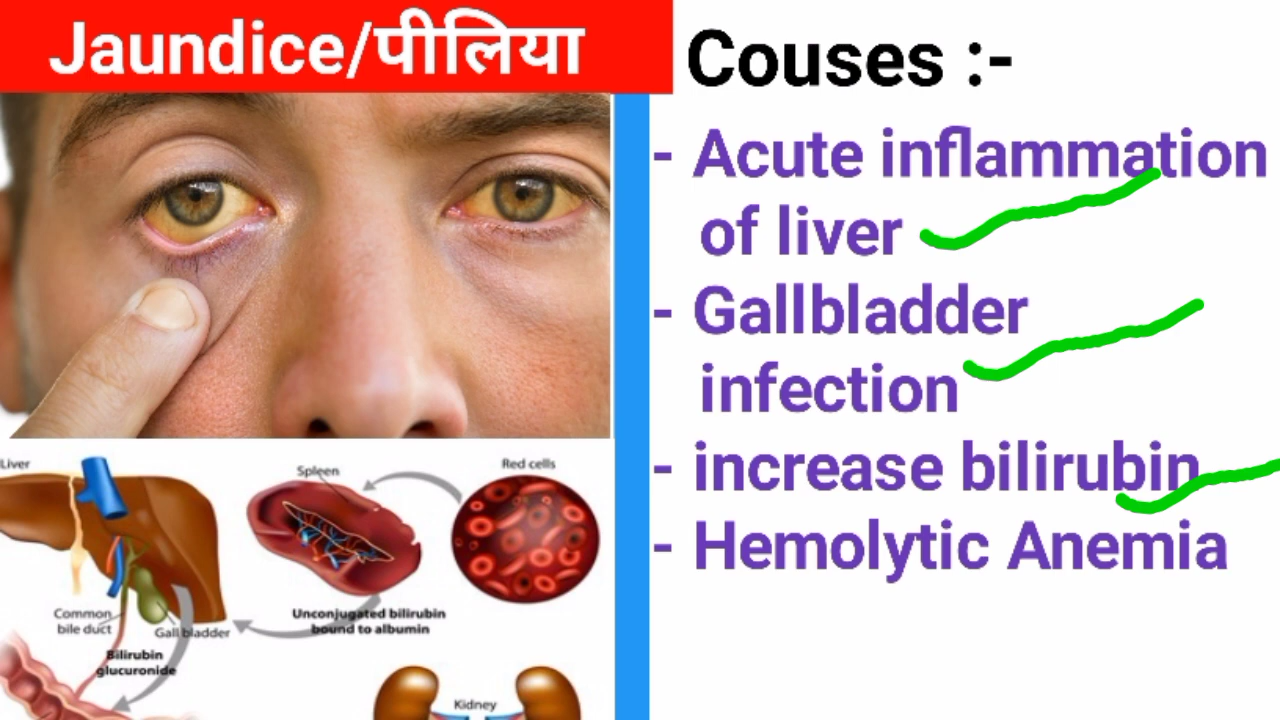 Jaundice/पीलिया
Couses :-
- Acute inflammation
of liver
- Gallbladder
infection
- increase bilirubin
- Hemolytic Anemia
Liver
Spleen
Red cells
Common
bile duct
Gall bladder
Unconjugated bilirubin
bound to albumin
Bilirubin
glucuronide
Kidney